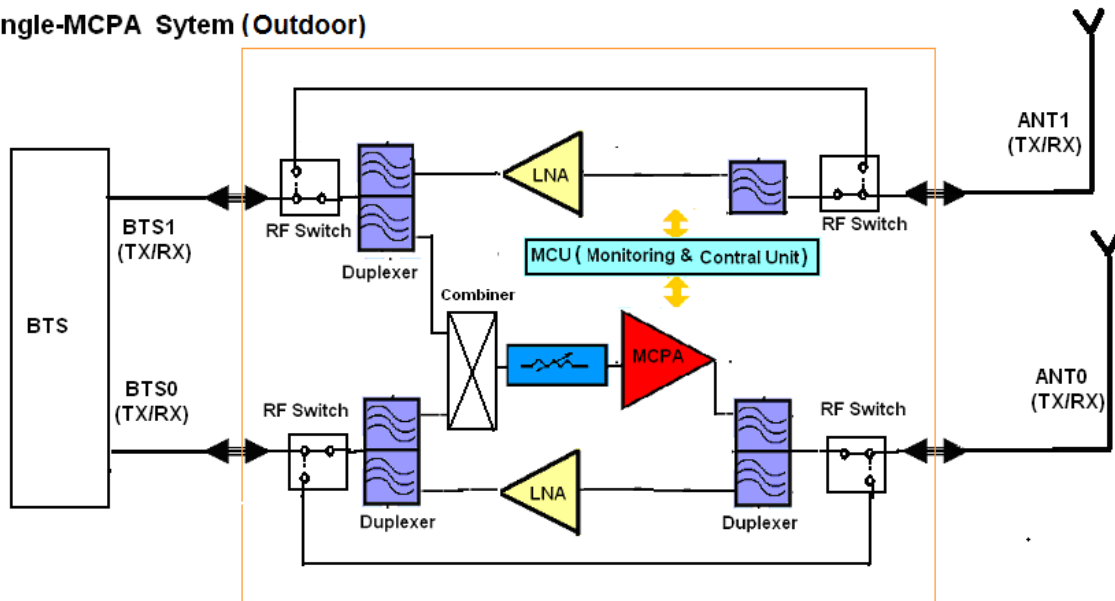 ngle-MCPA Sytem (Outdoor)
ANT1
(TX/RX)
LNA
RF Switch
RF Switch
BTS1
(TX/RX)
MCU ( Monitoring & Contral Unit )
Duplexer
Combiner
BTS
MCPA
BTS0
(TX/RX)
ANT0
(TX/RX)
RF Switch
RF Switch
LNA
Duplexer
Duplexer